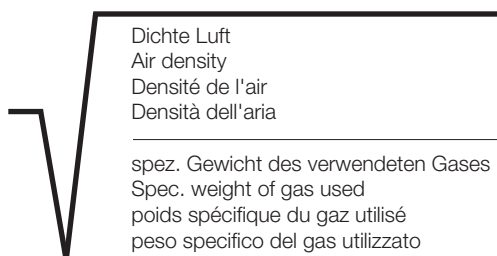 Dichte Luft
Air density
Densité de l'air
Densità dell'aria
spez. Gewicht des verwendeten Gases
Spec. weight of gas used
poids spécifique du gaz utilisé
peso specifico del gas utilizzato